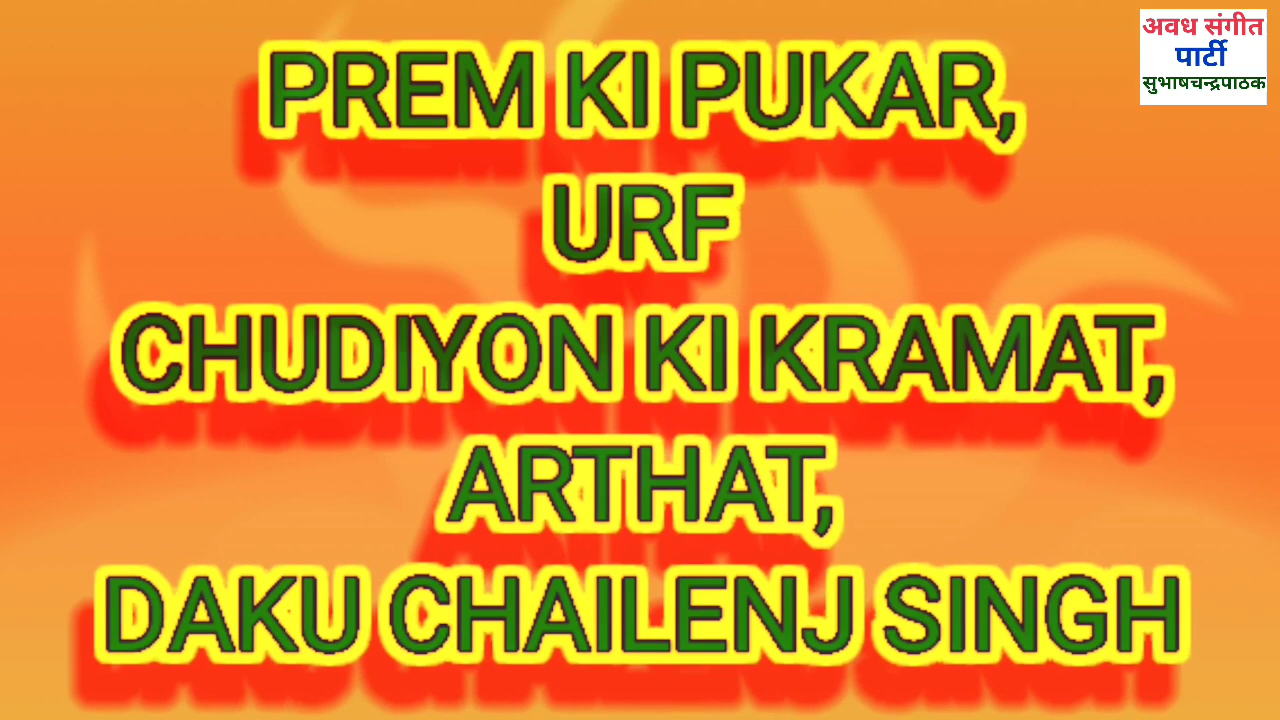 PREM KI PUKAR,
URF
CHUDIYON KI KRAMAT,
ARTHAT,
DAKU CHAILENJ SINGH
अवध संगीत
पार्टी
सुभाषचन्द्रपाठक